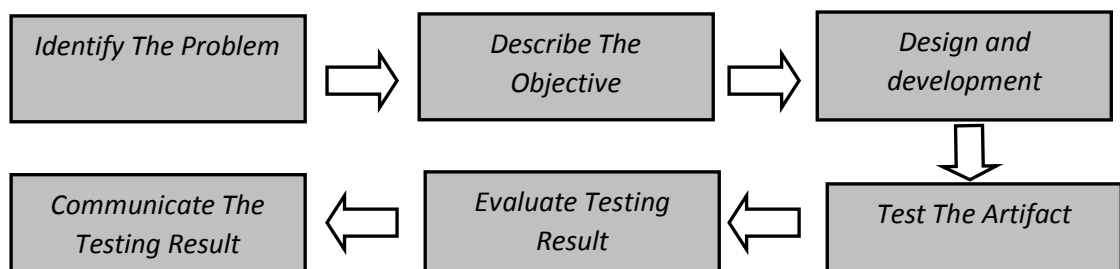 Identify The Problem
Describe The
Objective
Design and
development
Test The Artifact
Evaluate Testing
Result
Communicate The
Testing Result